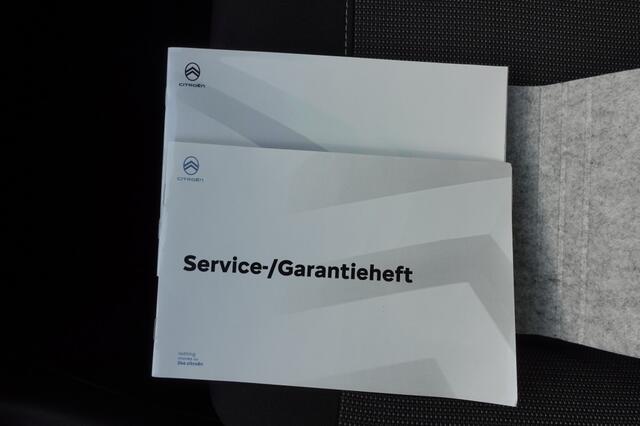 CITROËN
CITROËN
Service-/Garantieheft
nothing
moves us
like citroën